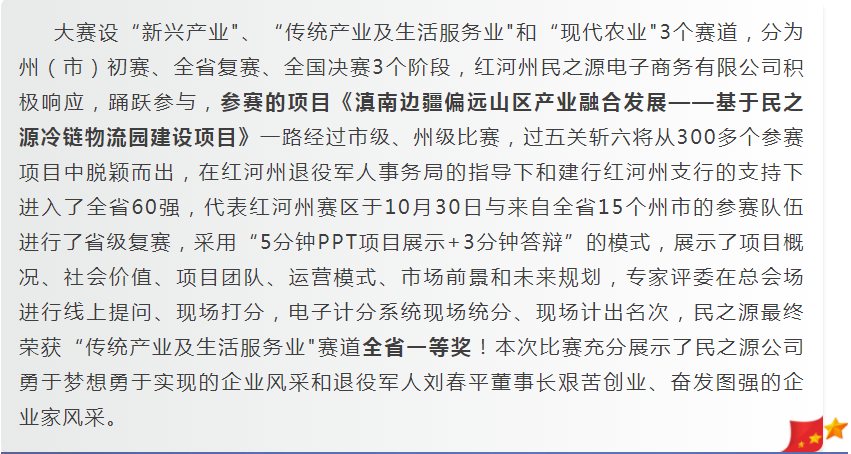 大赛设“新兴产业"、“传统产业及生活服务业"和“现代农业"3个赛道，分为
州（市）初赛、全省复赛、全国决赛3个阶段，红河州民之源电子商务有限公司积
极响应，踊跃参与，参赛的项目《滇南边疆偏远山区产业融合发展——基于民之
源冷链物流园建设项目》一路经过市级、州级比赛，过五关斩六将从300多个参赛
项目中脱颖而出，在红河州退役军人事务局的指导下和建行红河州支行的支持下
进入了全省60强，代表红河州赛区于10月30日与来自全省15个州市的参赛队伍
进行了省级复赛，采用“5分钟PPT项目展示+3分钟答辩”的模式，展示了项目概
况、社会价值、项目团队、运营模式、市场前景和未来规划，专家评委在总会场
进行线上提问、现场打分，电子计分系统现场统分、现场计出名次，民之源最终
荣获“传统产业及生活服务业"赛道全省一等奖！本次比赛充分展示了民之源公司
勇于梦想勇于实现的企业风采和退役军人刘春平董事长艰苦创业、奋发图强的企
业家风采。